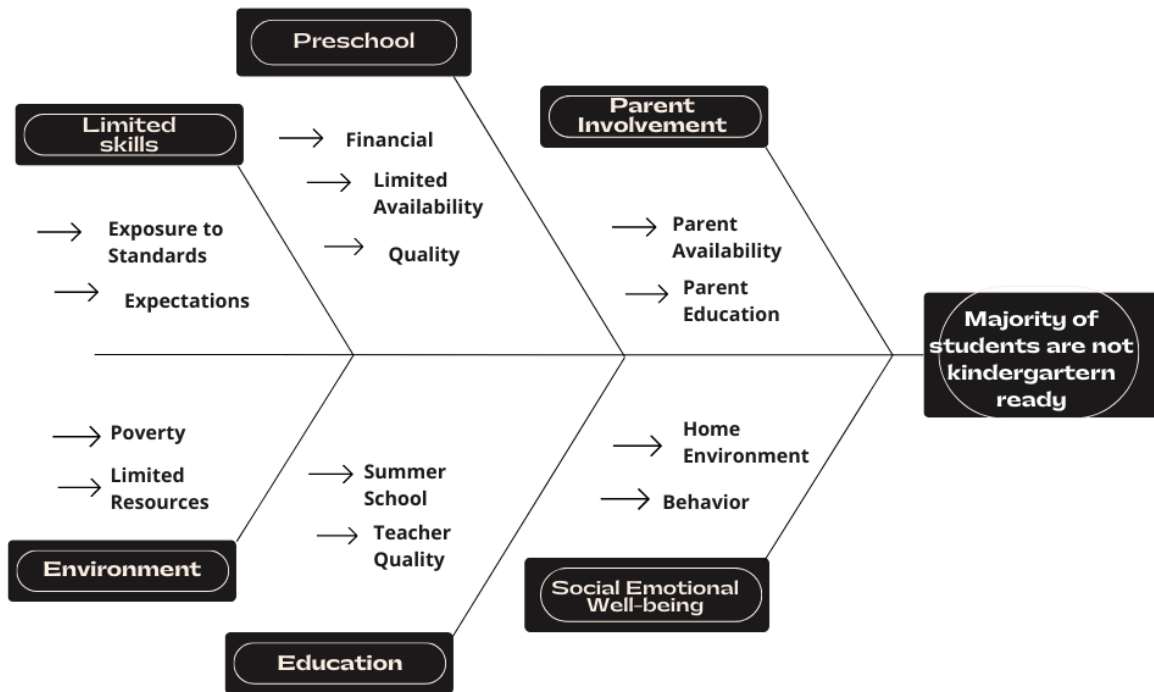 Preschool
Financial
Limited
Availability
Quality
Limited
skills
Exposure to
Standards
Expectations
Parent
Involvement
Parent
Availability
Parent
Education
Majority of
students are not
kindergartern
ready
Poverty
Limited
Resources
Environment
Summer
School
Teacher
Quality
Education
Home
Environment
Behavior
Social Emotional
Well-being